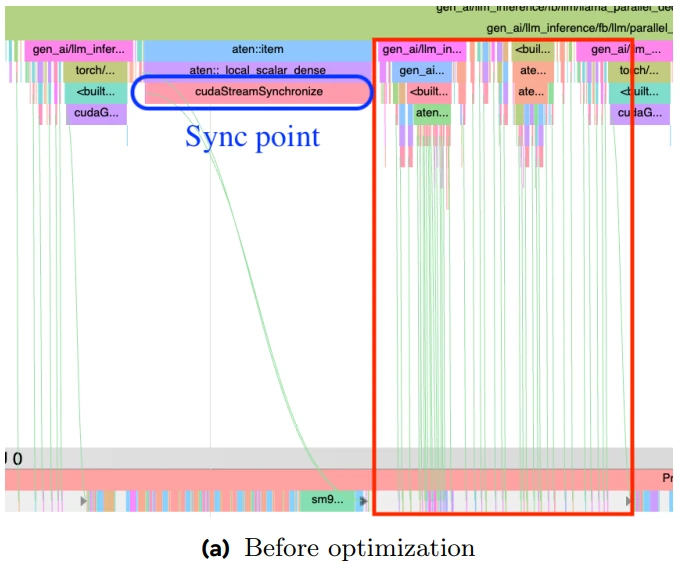 gen_ai/llm_inference/fb/llm/llama_parallel_dec
gen_ai/llm_inference/fb/llm/parallel_
gen_ai/llm_infer... aten::item gen_ai/llm_in... <buil... gen_ai/llm_...
torch/... aten::_local_scalar_dense gen_ai... ate... torch/...
<built... cudaStreamSynchronize <built... ate... <built...
cudaG... aten... cudaG...
Sync point
0
Pr
sm9...
(a) Before optimization